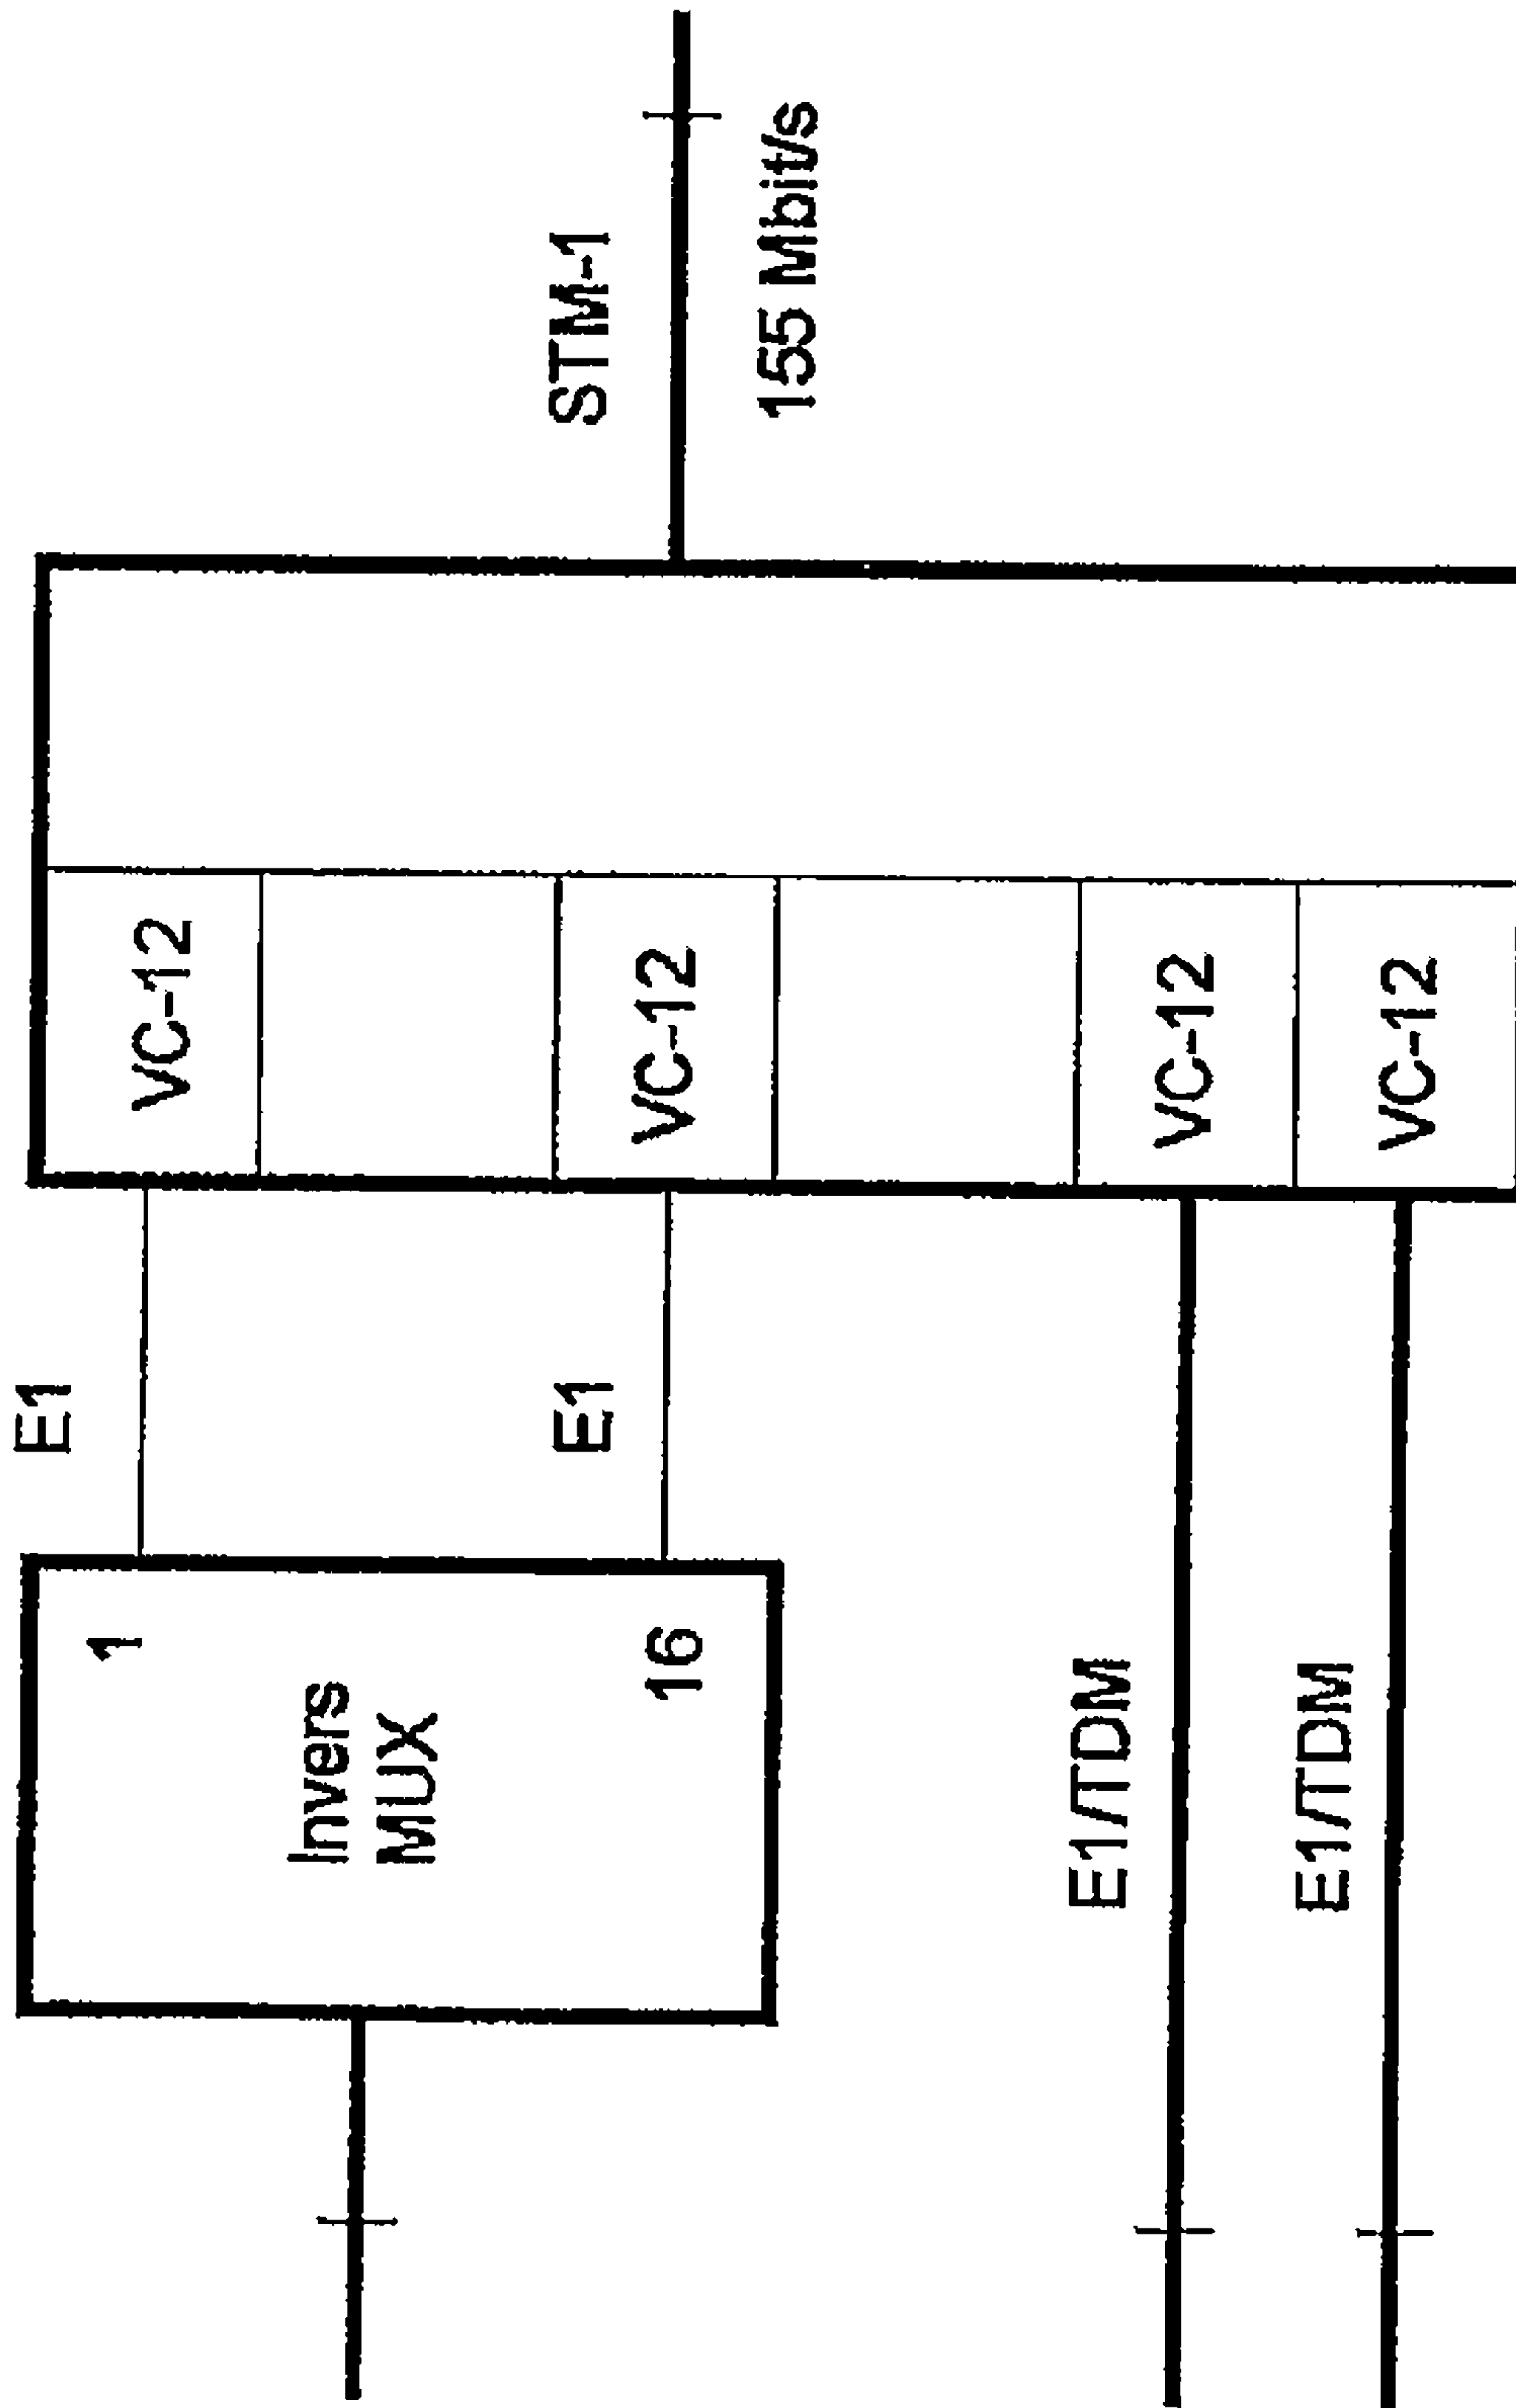 STM-1
155 Mbit/s
VC-12
VC-12
VC-12
VC-12
E1
E1
1
Invers
MUX
16
E1/TDM
E1/TDM